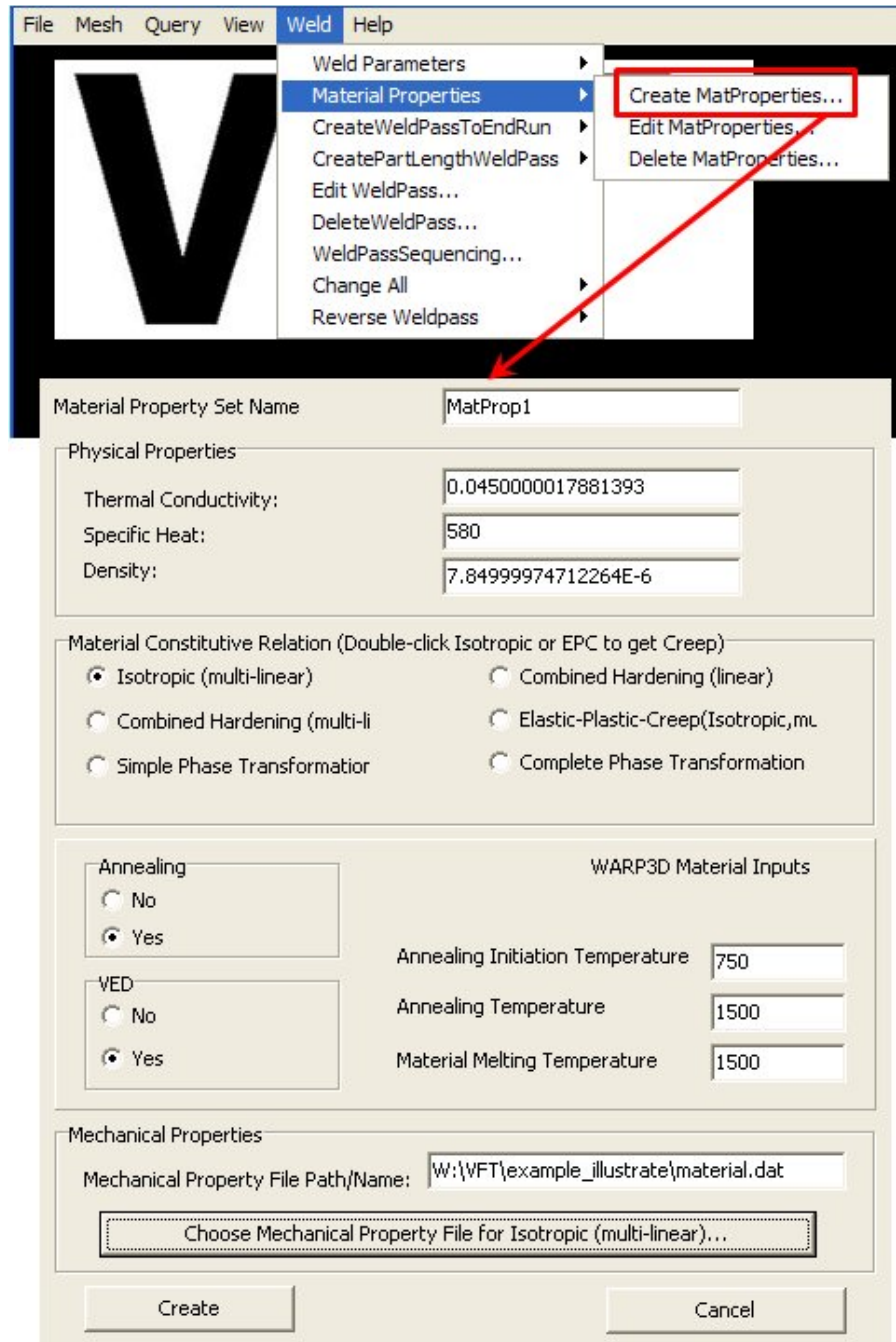 File Mesh Query View Weld Help
V
Weld Parameters
Material Properties
CreateWeldPassToEndRun
CreatePartLengthWeldPass
Edit WeldPass...
DeleteWeldPass...
WeldPassSequencing...
Change All
Reverse Weldpass
Create MatProperties...
Edit MatProperties...
Delete MatProperties...
Material Property Set Name MatProp1
Physical Properties
Thermal Conductivity: 0.0450000017881393
Specific Heat: 580
Density: 7.84999974712264E-6
Material Constitutive Relation (Double-click Isotropic or EPC to get Creep)
Isotropic (multi-linear) Combined Hardening (linear)
Combined Hardening (multi-li Elastic-Plastic-Creep(Isotropic,mu
Simple Phase Transformation Complete Phase Transformation
Annealing WARP3D Material Inputs
No
Yes
Annealing Initiation Temperature 750
VED
No
Annealing Temperature 1500
Yes
Material Melting Temperature 1500
Mechanical Properties
Mechanical Property File Path/Name: W:\VFT\example_illustrate\material.dat
Choose Mechanical Property File for Isotropic (multi-linear)...
Create Cancel